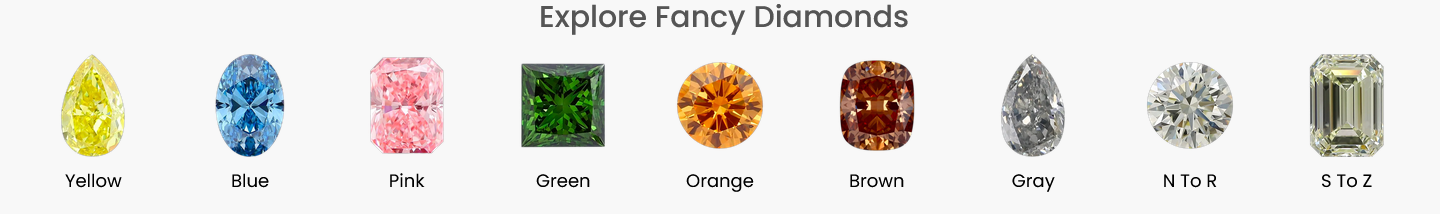 Explore Fancy Diamonds
Yellow
Blue
Pink
Green
Orange
Brown
Gray
N To R
S To Z